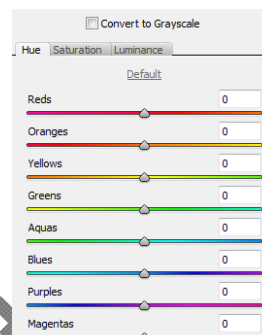 Convert to Grayscale
Hue Saturation Luminance
Default
Reds 0
Oranges 0
Yellows 0
Greens 0
Aquas 0
Blues 0
Purples 0
Magentas 0